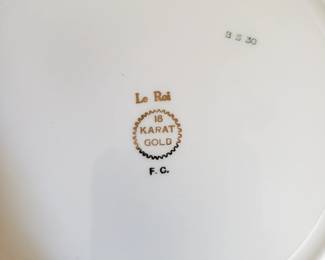 B S 30
Le Roi
18
KARAT
GOLD
F. C.